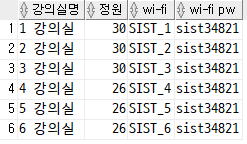 강의실명 정원 wi-fi wi-fi pw
1 1 강의실 30 SIST_1 sist34821
2 2 강의실 30 SIST_2 sist34821
3 3 강의실 30 SIST_3 sist34821
4 4 강의실 26 SIST_4 sist34821
5 5 강의실 26 SIST_5 sist34821
6 6 강의실 26 SIST_6 sist34821